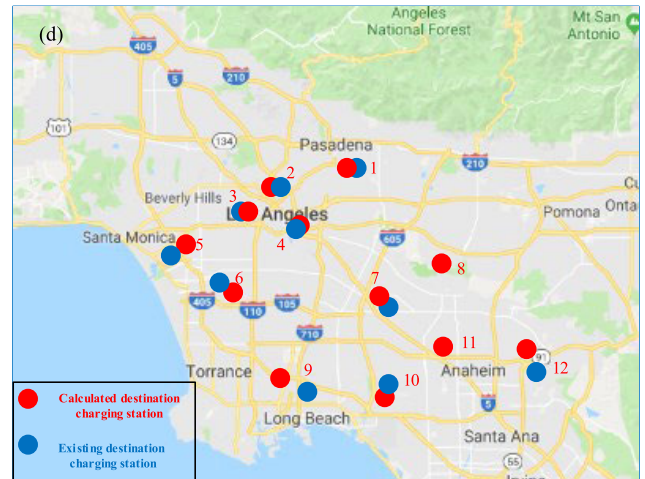 (d)
Angeles
National Forest
Mt San
Antonio
405
5
210
101
134
Pasadena
1
210
2
Beverly Hills
3
Los Angeles
Pomona
Onta
Santa Monica
5
4
605
8
6
7
405
110
105
710
11
Torrance
9
10
Anaheim
91
12
5
Long Beach
Santa Ana
55
Calculated destination
charging station
Existing destination
charging station